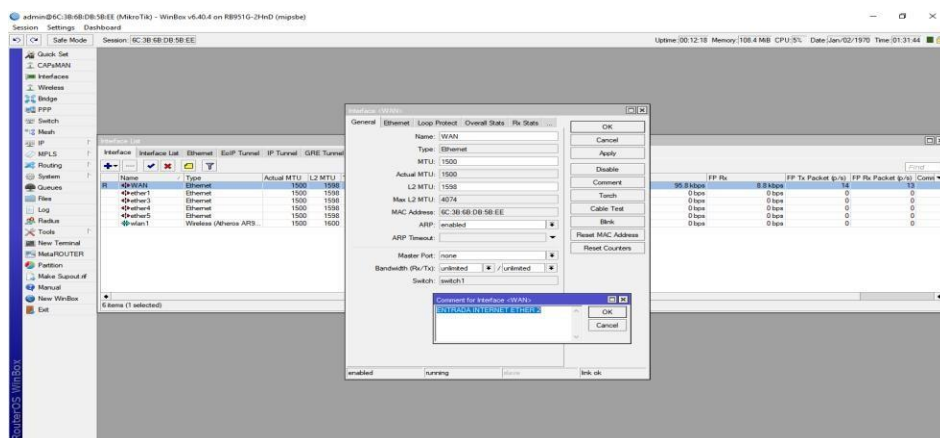 admin@6C:3B:6B:DB:5B:EE (MikroTik) - WinBox v6.40.4 on RB951G-2HnD (mipsbe)
Session Settings Dashboard
Safe Mode Session: 6C:3B:6B:DB:5B:EE Uptime: 00:12:18 Memory: 108.4 MiB CPU: 5% Date: Jan/02/1970 Time: 01:31:44
Quick Set
CAPsMAN
Interfaces
Wireless
Bridge
PPP
Switch
Mesh
IP
MPLS
Routing
System
Queues
Files
Log
Radius
Tools
New Terminal
MetaROUTER
Partition
Make Supout.rif
Manual
New WinBox
Exit
RouterOS WinBox
Interface List
Interface Interface List Ethernet EoIP Tunnel IP Tunnel GRE Tunnel
Find
Name Type Actual MTU L2 MTU
R WAN Ethernet 1500 1598
ether1 Ethernet 1500 1598
ether3 Ethernet 1500 1598
ether4 Ethernet 1500 1598
ether5 Ethernet 1500 1598
wlan1 Wireless (Atheros AR9... 1500 1600
6 items (1 selected)
FP Rx FP Tx Packet (p/s) FP Rx Packet (p/s)
95.8 kbps 8.8 kbps 14 13
0 bps 0 bps 0 0
0 bps 0 bps 0 0
0 bps 0 bps 0 0
0 bps 0 bps 0 0
0 bps 0 bps 0 0
Interface <WAN>
General Ethernet Loop Protect Overall Stats Rx Stats ...
Name: WAN
Type: Ethernet
MTU: 1500
Actual MTU: 1500
L2 MTU: 1598
Max L2 MTU: 4074
MAC Address: 6C:3B:6B:DB:5B:EE
ARP: enabled
ARP Timeout:
Master Port: none
Bandwidth (Rx/Tx): unlimited / unlimited
Switch: switch1
OK
Cancel
Apply
Disable
Comment
Torch
Cable Test
Blink
Reset MAC Address
Reset Counters
Comment for Interface <WAN>
ENTRADA INTERNET ETHER 2
OK
Cancel
enabled running slave link ok